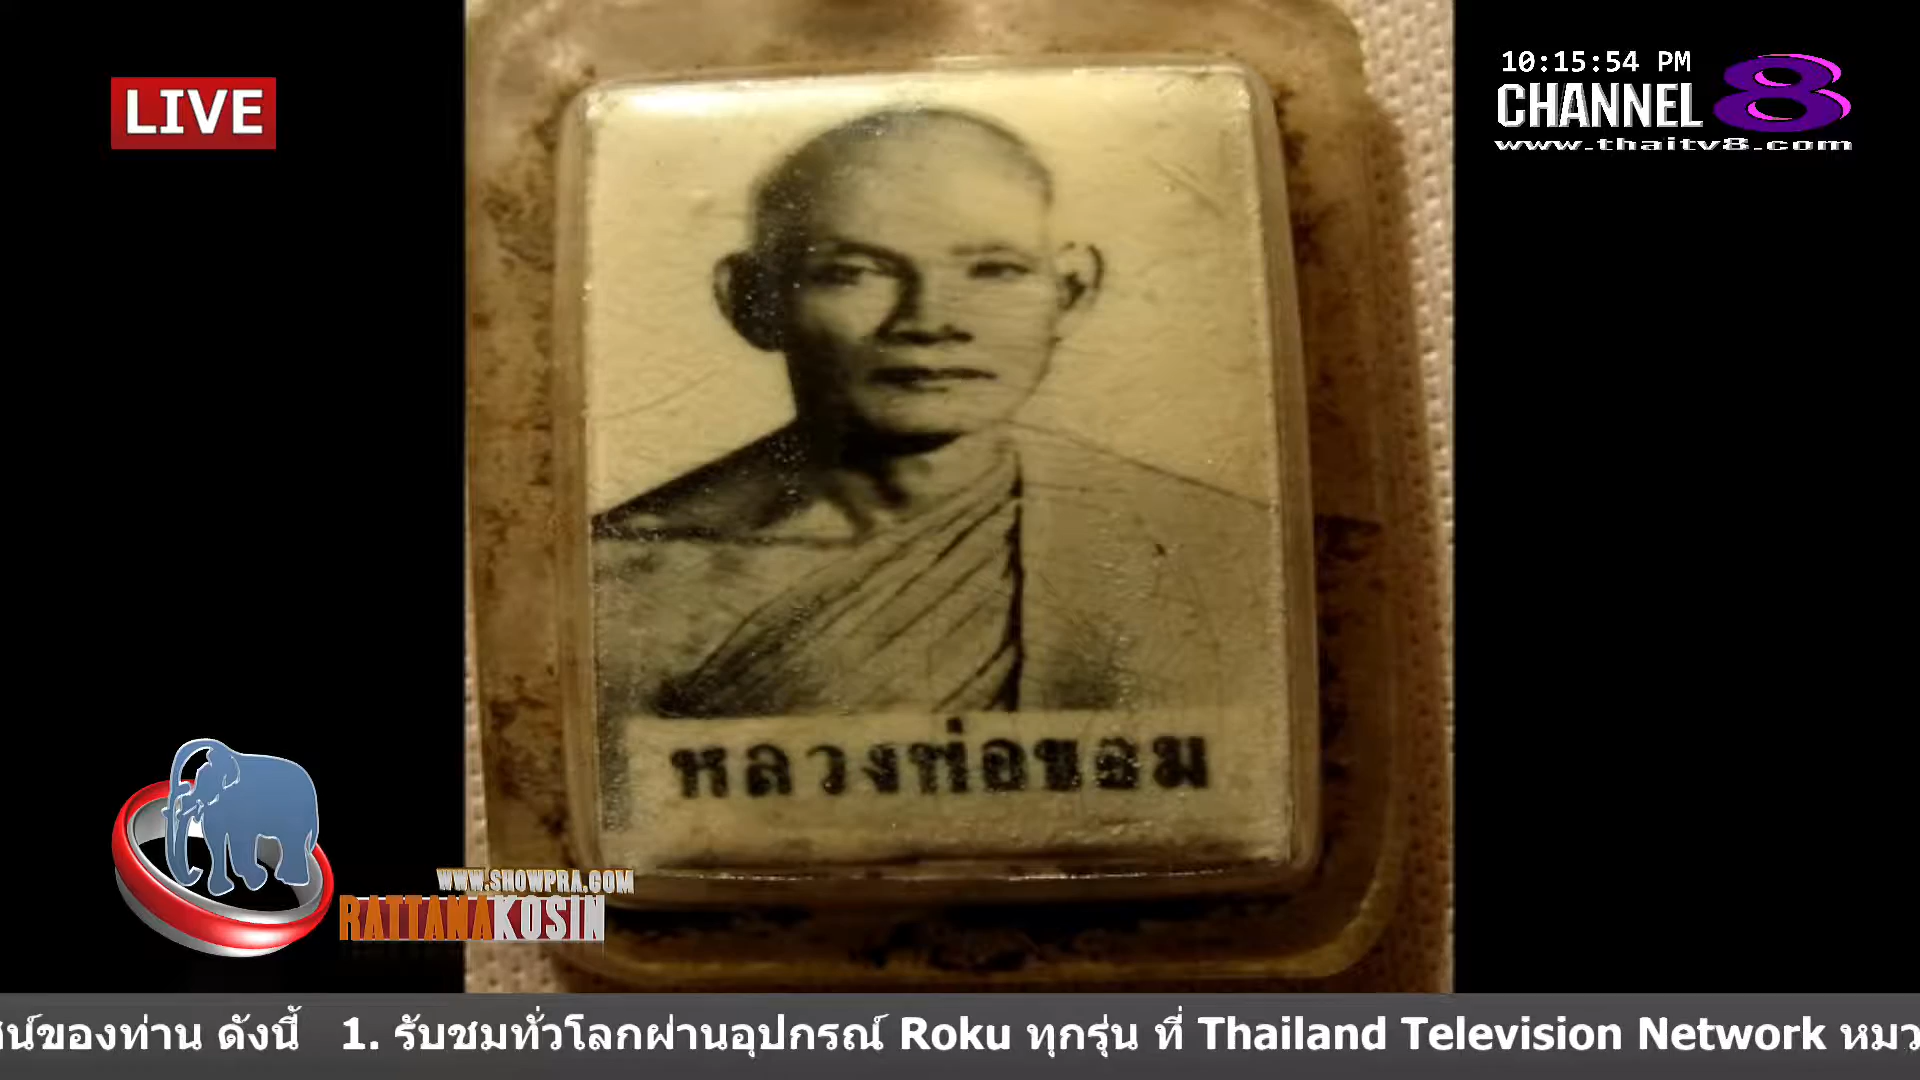 LIVE
10:15:54 PM
CHANNEL 8
www.thaitv8.com
หลวงพ่อขอม
WWW.SHOWPRA.COM
RATTANAKOSIN
น์ของท่าน ดังนี้ 1. รับชมทั่วโลกผ่านอุปกรณ์ Roku ทุกรุ่น ที่ Thailand Television Network หมว